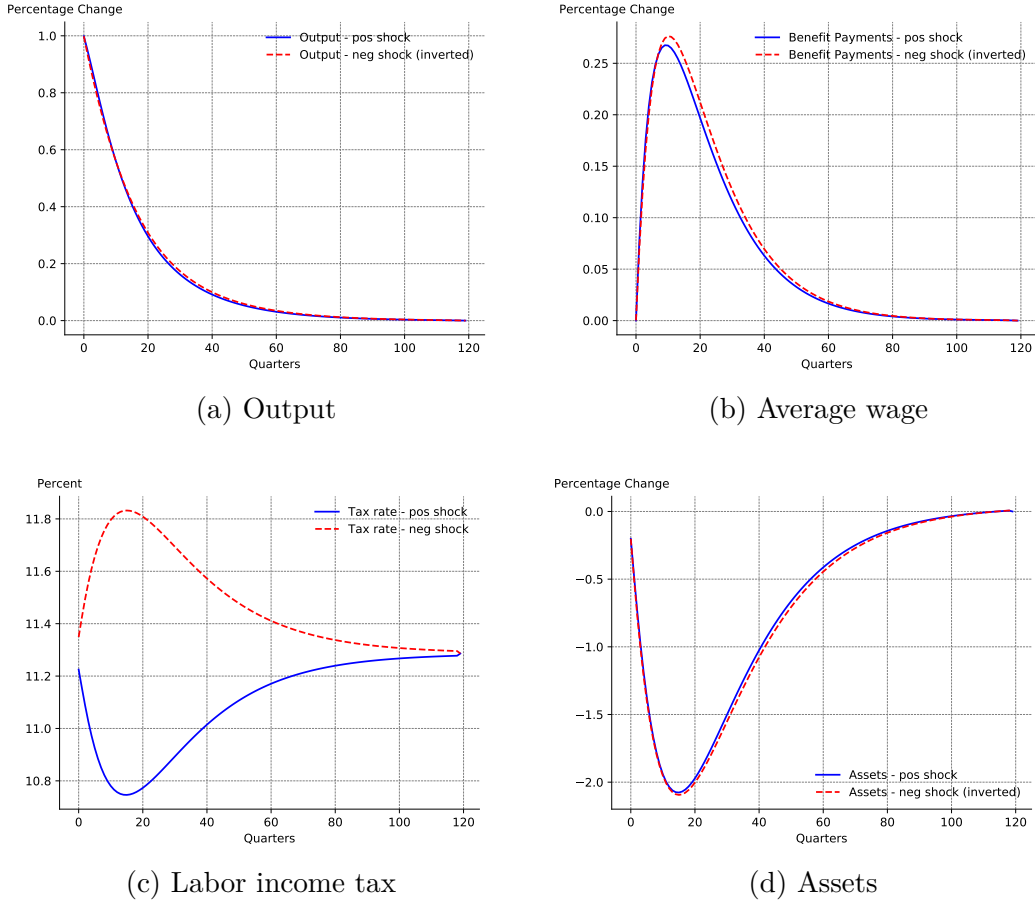 Percentage Change
1.0
0.8
0.6
0.4
0.2
0.0
0 20 40 60 80 100 120
Quarters
Output - pos shock
Output - neg shock (inverted)
(a) Output
Percentage Change
0.25
0.20
0.15
0.10
0.05
0.00
0 20 40 60 80 100 120
Quarters
Benefit Payments - pos shock
Benefit Payments - neg shock (inverted)
(b) Average wage
Percent
11.8
11.6
11.4
11.2
11.0
10.8
0 20 40 60 80 100 120
Quarters
Tax rate - pos shock
Tax rate - neg shock
(c) Labor income tax
Percentage Change
0.0
−0.5
−1.0
−1.5
−2.0
0 20 40 60 80 100 120
Quarters
Assets - pos shock
Assets - neg shock (inverted)
(d) Assets